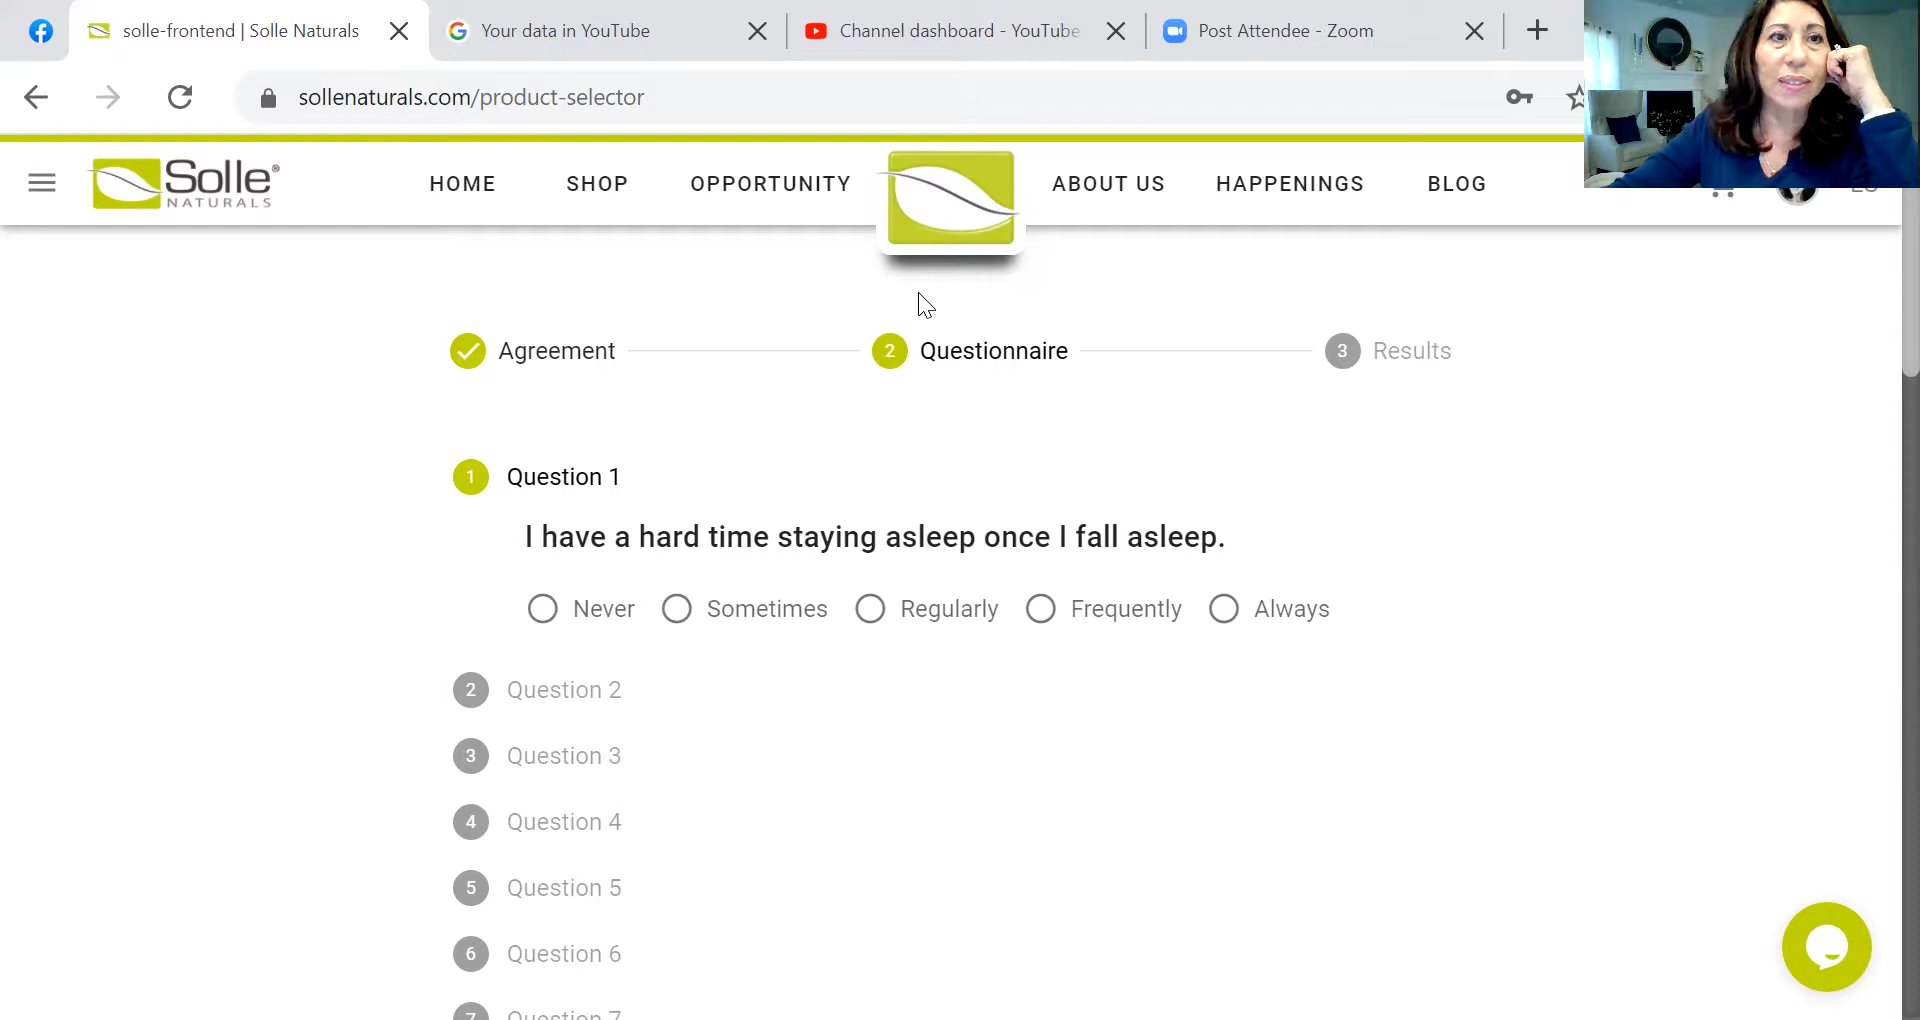 solle-frontend | Solle Naturals
Your data in YouTube
Channel dashboard - YouTube
Post Attendee - Zoom
sollenaturals.com/product-selector
Solle®
NATURALS
HOME
SHOP
OPPORTUNITY
ABOUT US
HAPPENINGS
BLOG
Agreement
2 Questionnaire
3 Results
1 Question 1
I have a hard time staying asleep once I fall asleep.
Never Sometimes Regularly Frequently Always
2 Question 2
3 Question 3
4 Question 4
5 Question 5
6 Question 6
7 Question 7